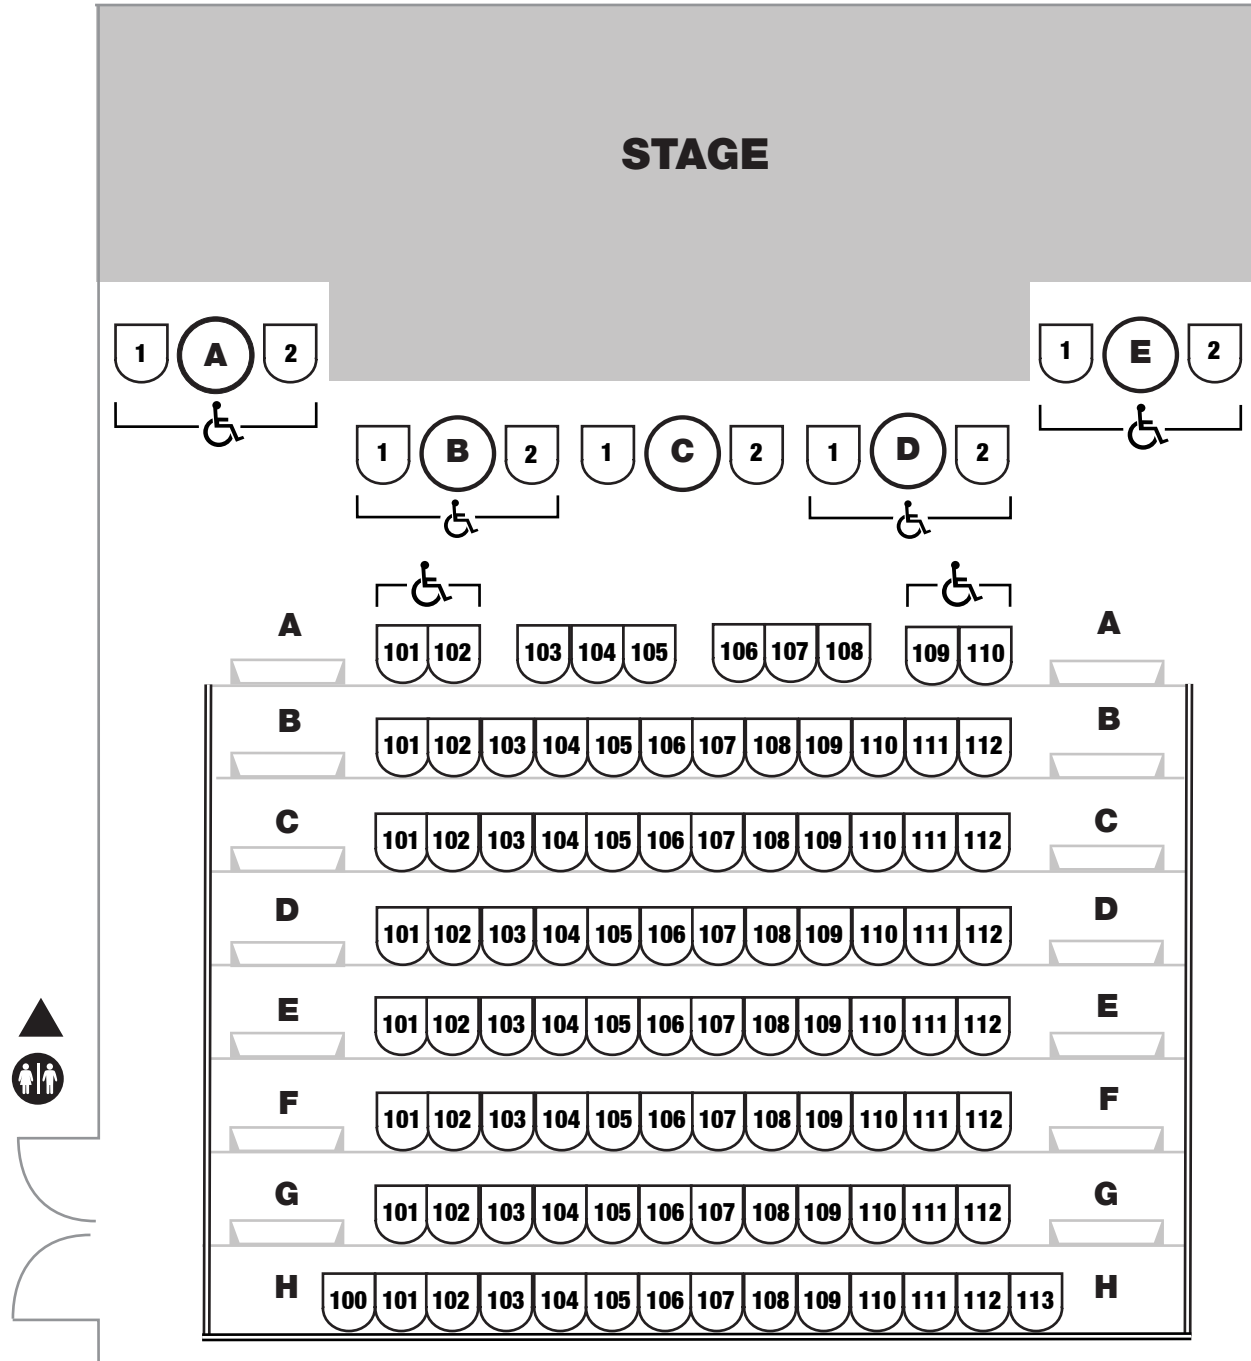 STAGE
1 A 2
1 E 2
1 B 2 1 C 2 1 D 2
A 101 102 103 104 105 106 107 108 109 110 A
B 101 102 103 104 105 106 107 108 109 110 111 112 B
C 101 102 103 104 105 106 107 108 109 110 111 112 C
D 101 102 103 104 105 106 107 108 109 110 111 112 D
E 101 102 103 104 105 106 107 108 109 110 111 112 E
F 101 102 103 104 105 106 107 108 109 110 111 112 F
G 101 102 103 104 105 106 107 108 109 110 111 112 G
H 100 101 102 103 104 105 106 107 108 109 110 111 112 113 H